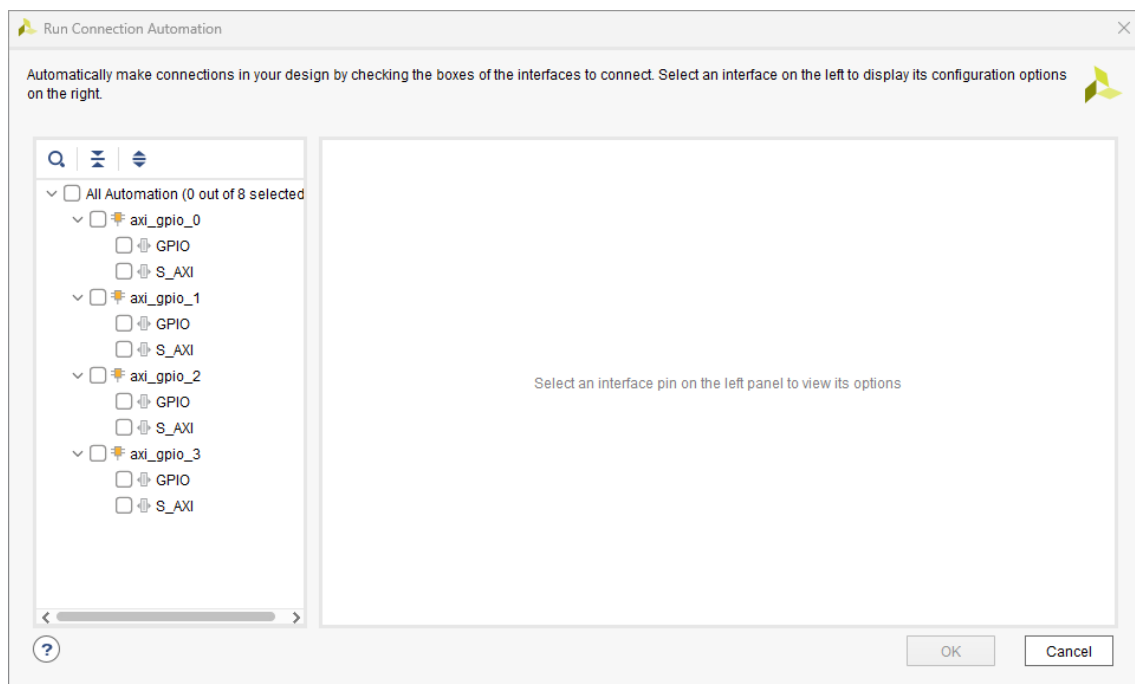 Run Connection Automation
Automatically make connections in your design by checking the boxes of the interfaces to connect. Select an interface on the left to display its configuration options
on the right.
All Automation (0 out of 8 selected
axi_gpio_0
GPIO
S_AXI
axi_gpio_1
GPIO
S_AXI
axi_gpio_2
GPIO
S_AXI
axi_gpio_3
GPIO
S_AXI
Select an interface pin on the left panel to view its options
?
OK
Cancel